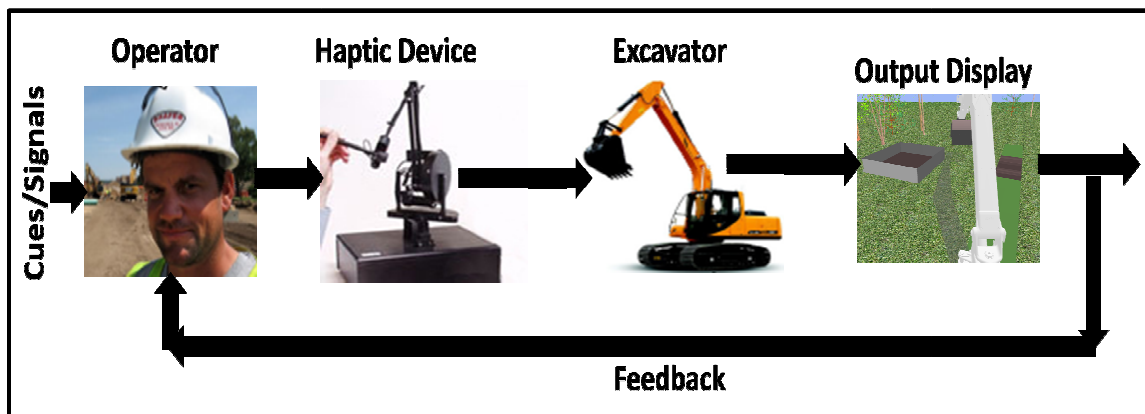 Operator
Haptic Device
Excavator
Output Display
Cues/Signals
Feedback